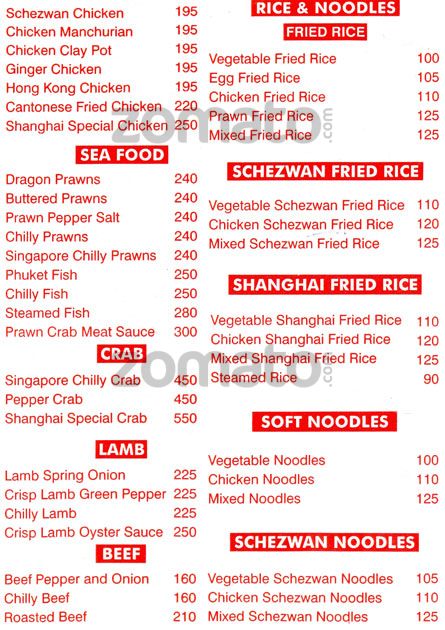 Schezwan Chicken 195
Chicken Manchurian 195
Chicken Clay Pot 195
Ginger Chicken 195
Hong Kong Chicken 195
Cantonese Fried Chicken 220
Shanghai Special Chicken 250
SEA FOOD
Dragon Prawns 240
Buttered Prawns 240
Prawn Pepper Salt 240
Chilly Prawns 240
Singapore Chilly Prawns 240
Phuket Fish 250
Chilly Fish 250
Steamed Fish 280
Prawn Crab Meat Sauce 300
CRAB
Singapore Chilly Crab 450
Pepper Crab 450
Shanghai Special Crab 550
LAMB
Lamb Spring Onion 225
Crisp Lamb Green Pepper 225
Chilly Lamb 225
Crisp Lamb Oyster Sauce 250
BEEF
Beef Pepper and Onion 160
Chilly Beef 160
Roasted Beef 210
RICE & NOODLES
FRIED RICE
Vegetable Fried Rice 100
Egg Fried Rice 105
Chicken Fried Rice 110
Prawn Fried Rice 125
Mixed Fried Rice 125
SCHEZWAN FRIED RICE
Vegetable Schezwan Fried Rice 110
Chicken Schezwan Fried Rice 120
Mixed Schezwan Fried Rice 125
SHANGHAI FRIED RICE
Vegetable Shanghai Fried Rice 110
Chicken Shanghai Fried Rice 120
Mixed Shanghai Fried Rice 125
Steamed Rice 90
SOFT NOODLES
Vegetable Noodles 100
Chicken Noodles 110
Mixed Noodles 125
SCHEZWAN NOODLES
Vegetable Schezwan Noodles 105
Chicken Schezwan Noodles 110
Mixed Schezwan Noodles 125
zomato.com
zomato.com